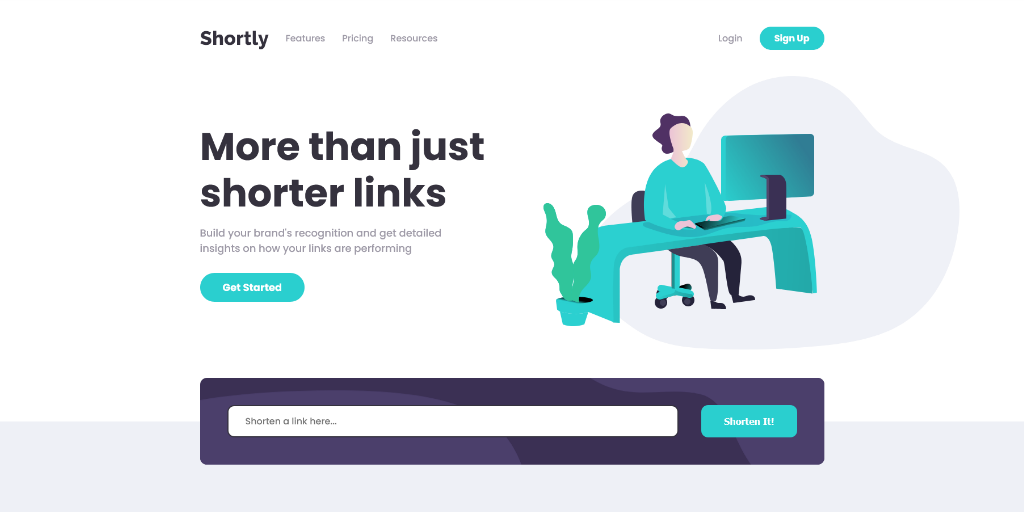 Shortly
Features
Pricing
Resources
Login
Sign Up
More than just
shorter links
Build your brand's recognition and get detailed
insights on how your links are performing
Get Started
Shorten a link here...
Shorten It!